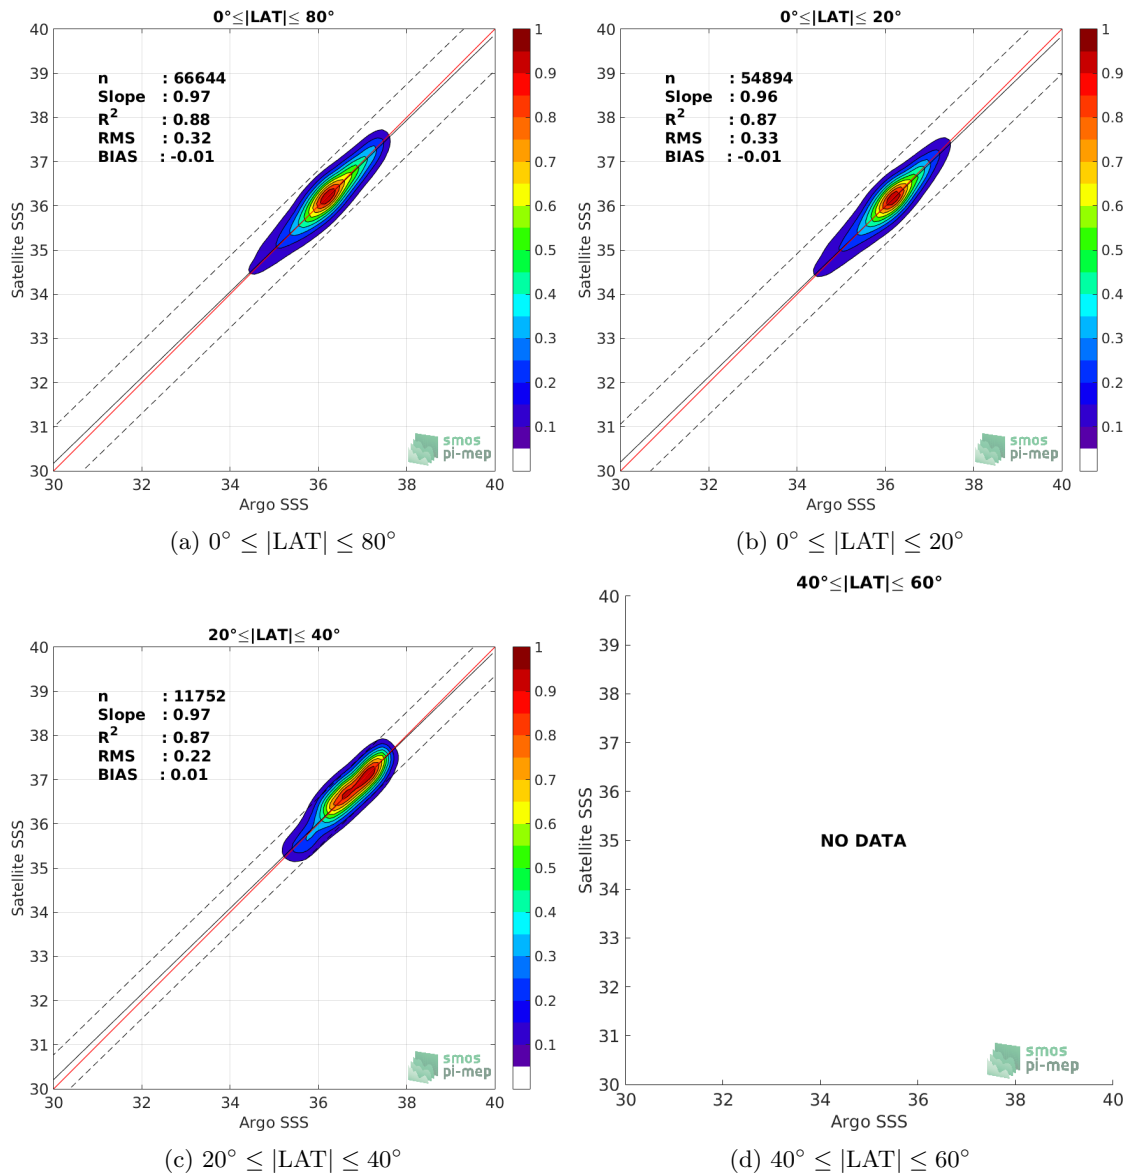 0°≤|LAT|≤ 80°
40
39
38
37
36
35
34
33
32
31
30
30 32 34 36 38 40
Satellite SSS
Argo SSS
n : 66644
Slope : 0.97
R² : 0.88
RMS : 0.32
BIAS : -0.01
1
0.9
0.8
0.7
0.6
0.5
0.4
0.3
0.2
0.1
smos
pi-mep
(a) 0° ≤ |LAT| ≤ 80°
0°≤|LAT|≤ 20°
40
39
38
37
36
35
34
33
32
31
30
30 32 34 36 38 40
Satellite SSS
Argo SSS
n : 54894
Slope : 0.96
R² : 0.87
RMS : 0.33
BIAS : -0.01
1
0.9
0.8
0.7
0.6
0.5
0.4
0.3
0.2
0.1
smos
pi-mep
(b) 0° ≤ |LAT| ≤ 20°
20°≤|LAT|≤ 40°
40
39
38
37
36
35
34
33
32
31
30
30 32 34 36 38 40
Satellite SSS
Argo SSS
n : 11752
Slope : 0.97
R² : 0.87
RMS : 0.22
BIAS : 0.01
1
0.9
0.8
0.7
0.6
0.5
0.4
0.3
0.2
0.1
smos
pi-mep
(c) 20° ≤ |LAT| ≤ 40°
40°≤|LAT|≤ 60°
40
39
38
37
36
35
34
33
32
31
30
30 32 34 36 38 40
Satellite SSS
Argo SSS
NO DATA
smos
pi-mep
(d) 40° ≤ |LAT| ≤ 60°